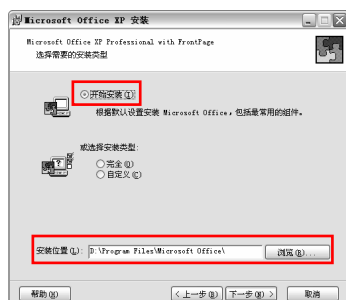 Microsoft Office XP 安装
Microsoft Office XP Professional with FrontPage
选择需要的安装类型
开始安装(I)
根据默认设置安装 Microsoft Office，包括最常用的组件。
或选择安装类型:
完全(O)
自定义(C)
安装位置(L): D:\Program Files\Microsoft Office\ 浏览(B)...
帮助(H) <上一步(B) 下一步(N)> 取消